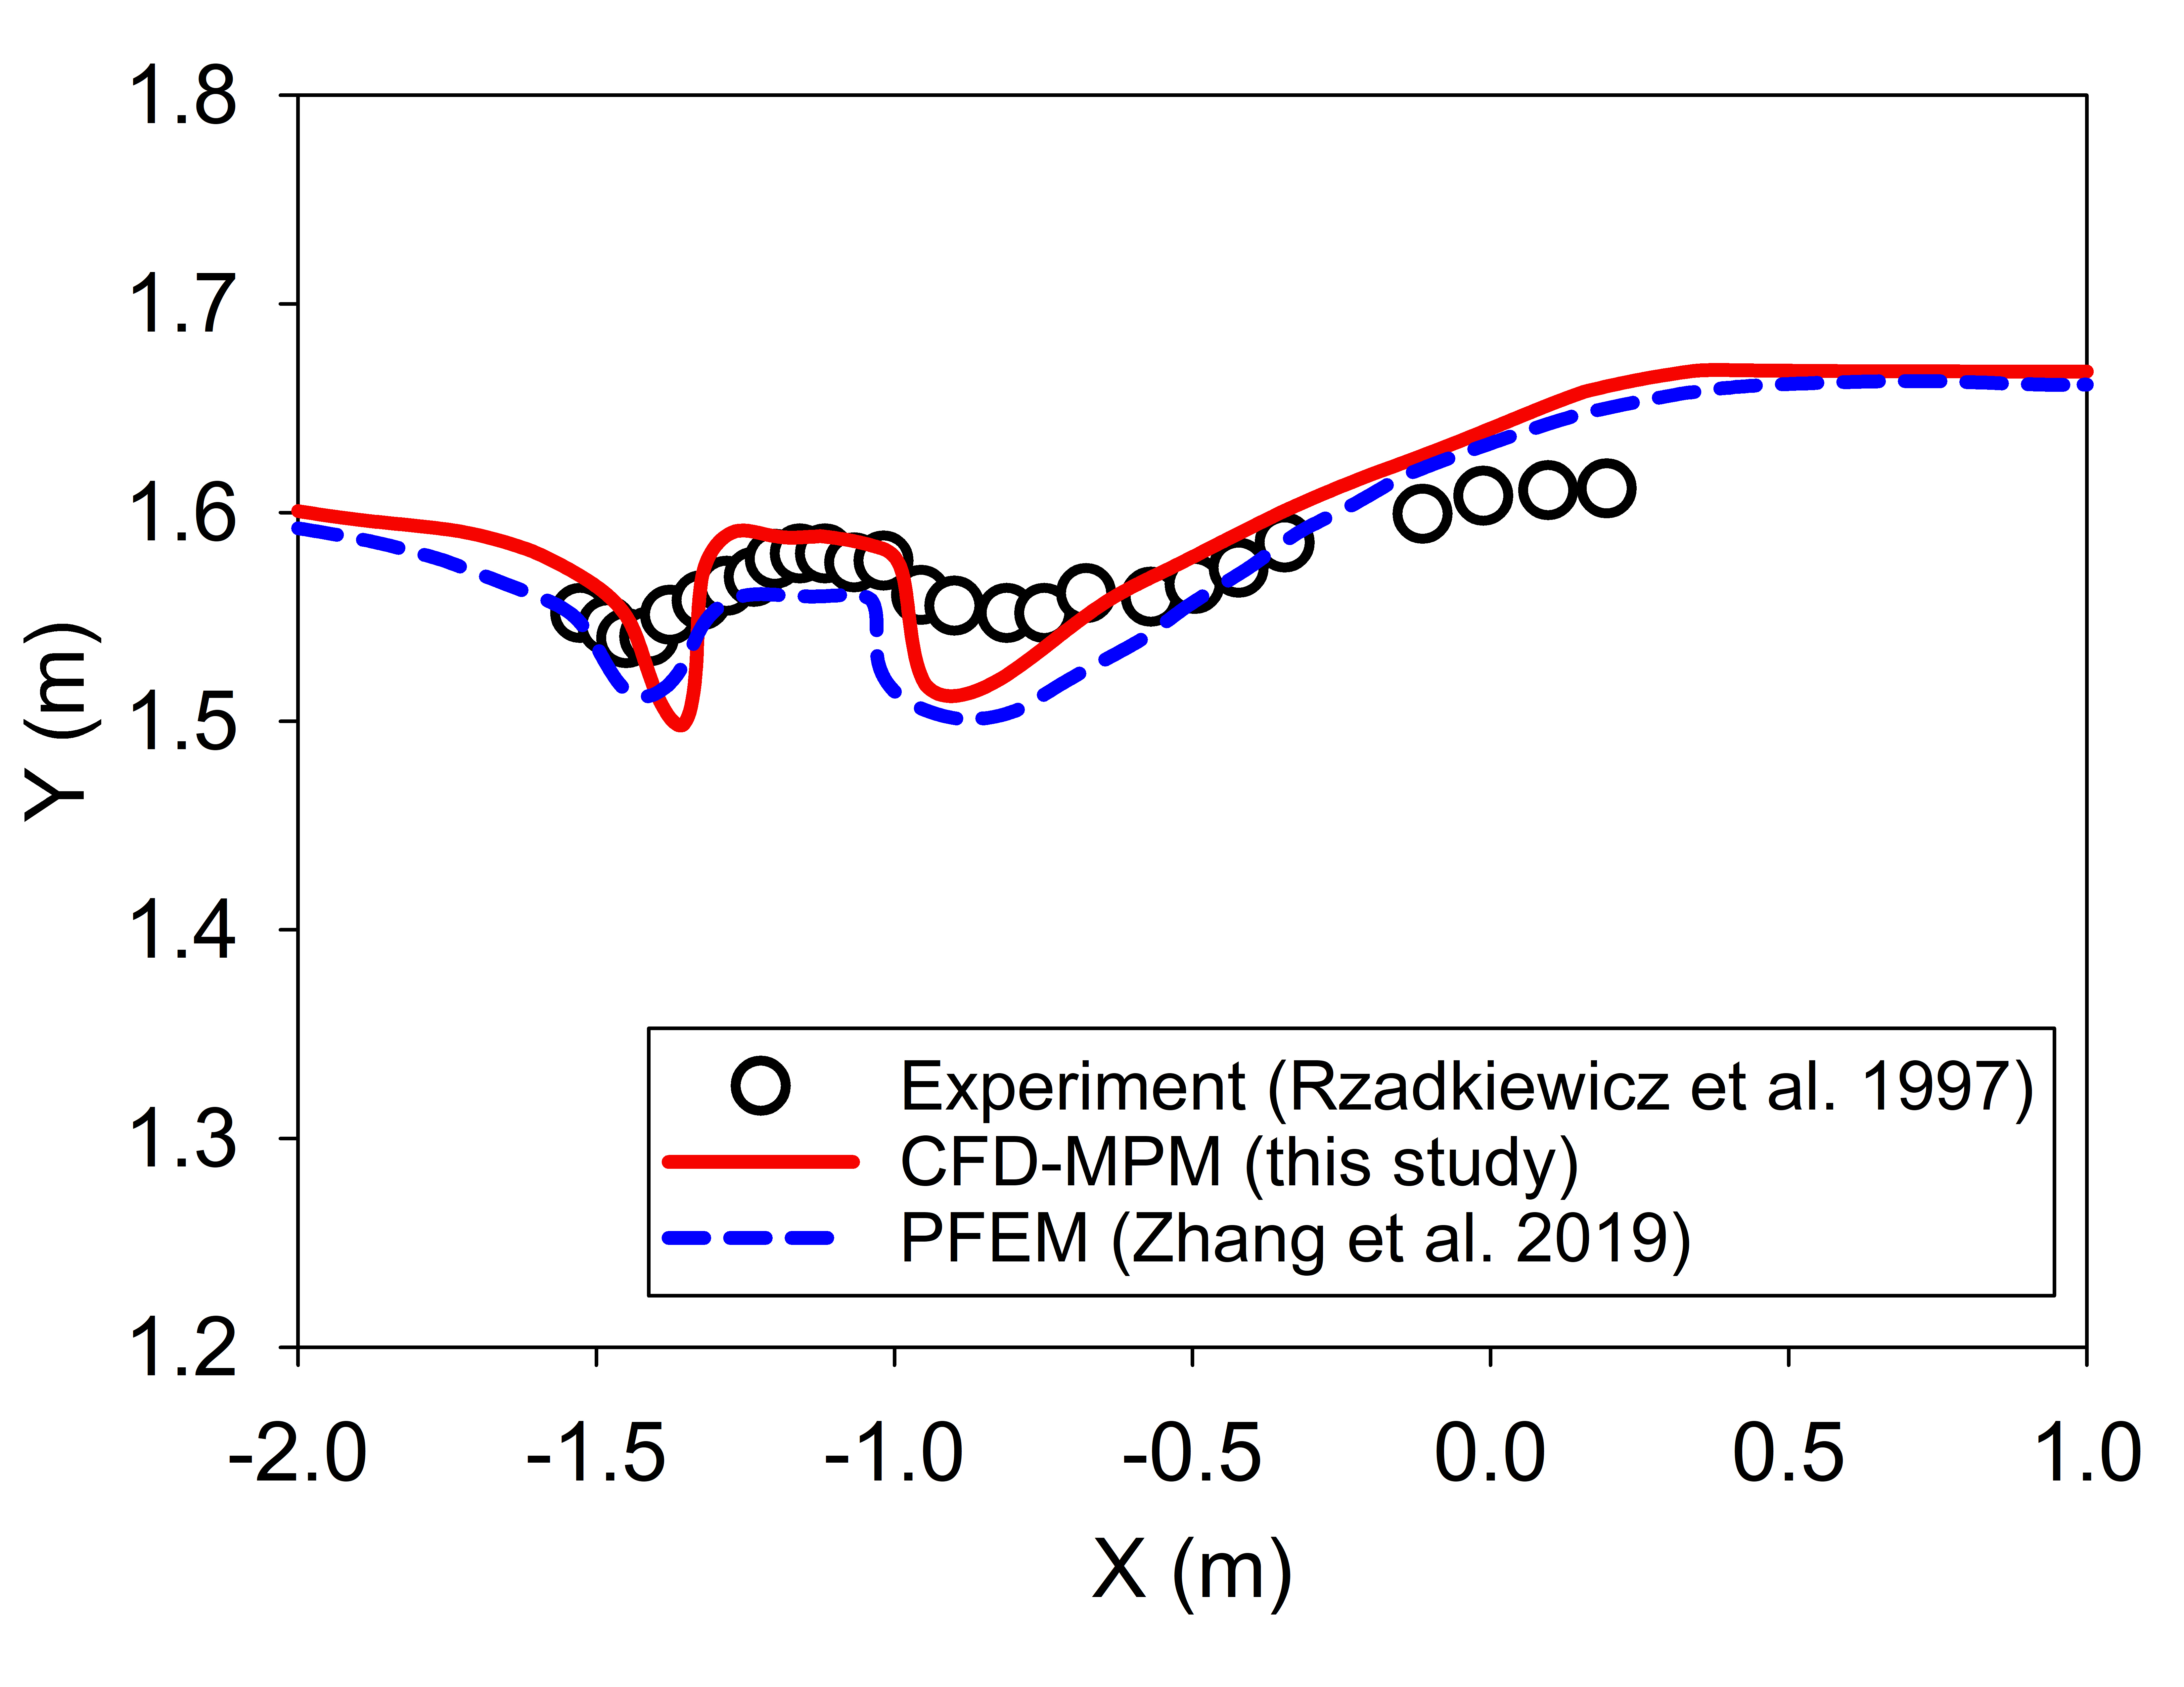 1.8
1.7
1.6
1.5
1.4
1.3
1.2
Y (m)
Experiment (Rzadkiewicz et al. 1997)
CFD-MPM (this study)
PFEM (Zhang et al. 2019)
-2.0 -1.5 -1.0 -0.5 0.0 0.5 1.0
X (m)